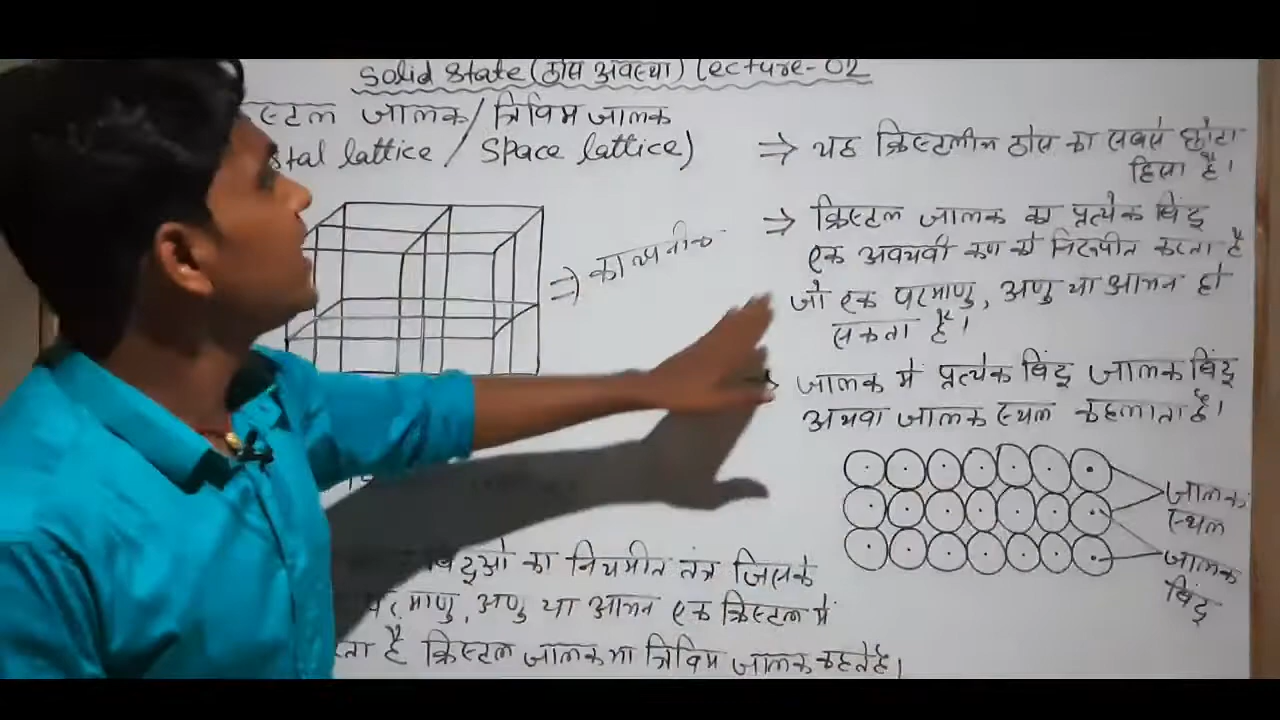 Solid State (ठोस अवस्था) Lecture-02
स्टल जालक/ त्रिविम जालक
stal lattice / Space lattice)
⇒ काल्पनीक
⇒ यह क्रिस्टलीन ठोस का सबसे छोटा
हिसा है।
⇒ क्रिस्टल जालक का प्रत्येक बिंदु
एक अवयवी कण को निरूपीत करता है
जो एक परमाणु, अणु या आयन हो
सकता है।
जालक मे प्रत्येक बिंदु जालक बिंदु
अथवा जालक स्थल कहलाता है।
जालक
स्थल
जालक
बिंदु
बिंदुओ का नियमीत तंत्र जिसके
परमाणु, अणु या आयन एक क्रिस्टल मे
ता है क्रिस्टल जालक या त्रिविम जालक कहते है।